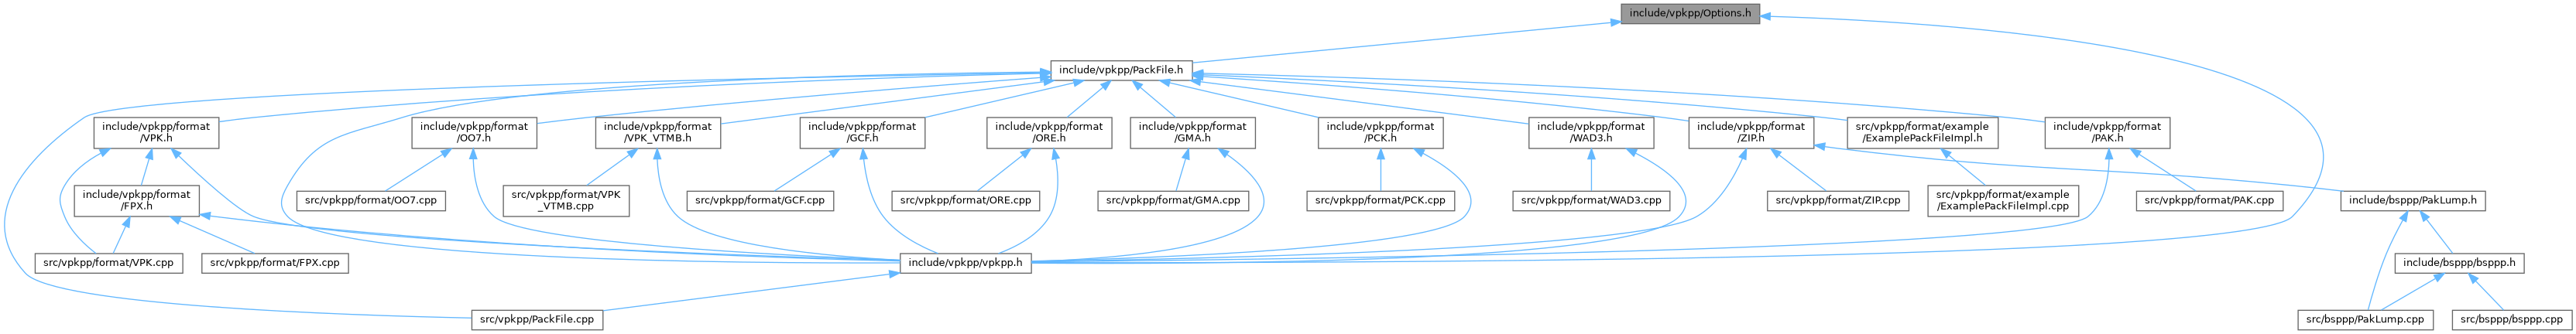 include/vpkpp/Options.h
include/vpkpp/PackFile.h
include/vpkpp/format
/VPK.h
include/vpkpp/format
/OO7.h
include/vpkpp/format
/VPK_VTMB.h
include/vpkpp/format
/GCF.h
include/vpkpp/format
/ORE.h
include/vpkpp/format
/GMA.h
include/vpkpp/format
/PCK.h
include/vpkpp/format
/WAD3.h
include/vpkpp/format
/ZIP.h
src/vpkpp/format/example
/ExamplePackFileImpl.h
include/vpkpp/format
/PAK.h
include/vpkpp/format
/FPX.h
src/vpkpp/format/OO7.cpp
src/vpkpp/format/VPK
_VTMB.cpp
src/vpkpp/format/GCF.cpp
src/vpkpp/format/ORE.cpp
src/vpkpp/format/GMA.cpp
src/vpkpp/format/PCK.cpp
src/vpkpp/format/WAD3.cpp
src/vpkpp/format/ZIP.cpp
src/vpkpp/format/example
/ExamplePackFileImpl.cpp
src/vpkpp/format/PAK.cpp
include/bsppp/PakLump.h
src/vpkpp/format/VPK.cpp
src/vpkpp/format/FPX.cpp
include/vpkpp/vpkpp.h
include/bsppp/bsppp.h
src/vpkpp/PackFile.cpp
src/bsppp/PakLump.cpp
src/bsppp/bsppp.cpp